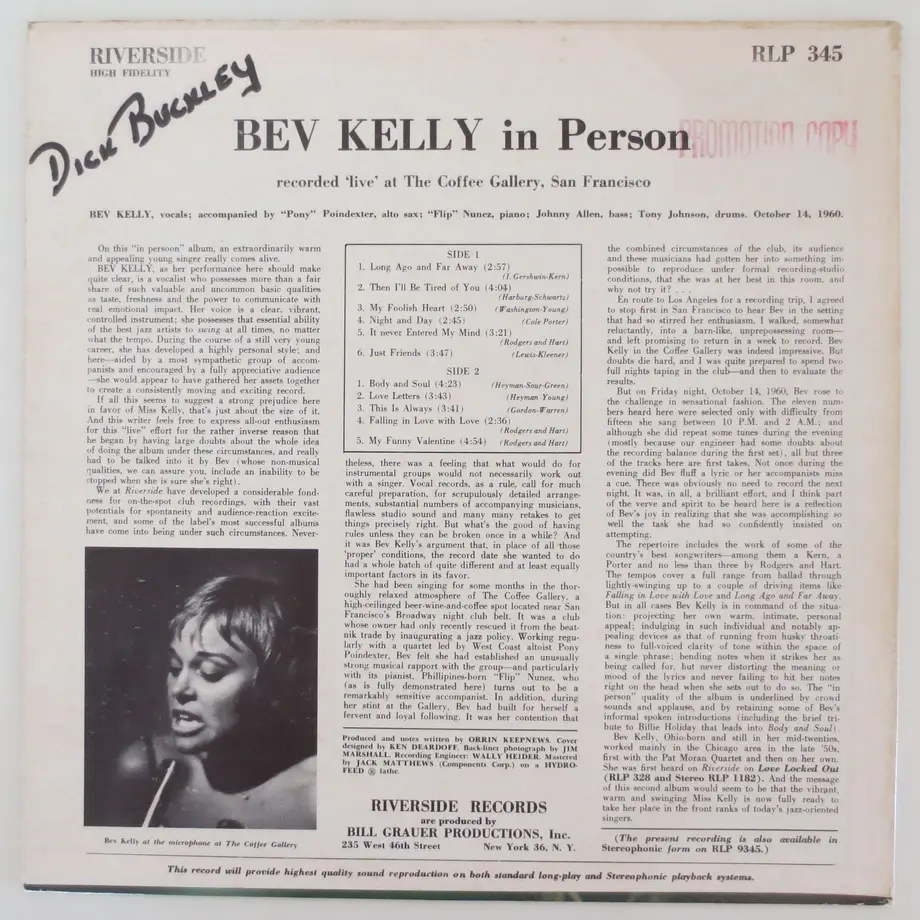 RIVERSIDE
HIGH FIDELITY
RLP 345
DICK BUCKLEY
BEV KELLY in Person
PROMOTION COPY
recorded 'live' at The Coffee Gallery, San Francisco
BEV KELLY, vocals; accompanied by "Pony" Poindexter, alto sax; "Flip" Nunez, piano; Johnny Allen, bass; Tony Johnson, drums. October 14, 1960.
On this "in persoon" album, an extraordinarily warm
and appealing young singer really comes alive.
BEV KELLY, as her performance here should make
quite clear, is a vocalist who possesses more than a fair
share of such valuable and uncommon basic qualities
as taste, freshness and the power to communicate with
real emotional impact. Her voice is a clear, vibrant,
controlled instrument; she possesses that essential ability
of the best jazz artists to swing at all times, no matter
what the tempo. During the course of a still very young
career, she has developed a highly personal style; and
here—aided by a most sympathetic group of accom-
panists and encouraged by a fully appreciative audience
—she would appear to have gathered her assets together
to create a consistently moving and exciting record.
If all this seems to suggest a strong prejudice here
in favor of Miss Kelly, that's just about the size of it.
And this writer feels free to express all-out enthusiasm
for this "live" effort for the rather inverse reason that
he began by having large doubts about the whole idea
of doing the album under these circumstances, and really
had to be talked into it by Bev (whose non-musical
qualities, we can assure you, include an inability to be
stopped when she is sure she's right).
We at Riverside have developed a considerable fond-
ness for on-the-spot club recordings, with their vast
potentials for spontaneity and audience-reaction excite-
ment, and some of the label's most successful albums
have come into being under such circumstances. Never-
SIDE 1
1. Long Ago and Far Away (2:57)
(I. Gershwin-Kern)
2. Then I'll Be Tired of You (4:04)
(Harburg-Schwartz)
3. My Foolish Heart (2:50) (Washington-Young)
4. Night and Day (2:45) (Cole Porter)
5. It never Entered My Mind (3:21)
(Rodgers and Hart)
6. Just Friends (3:47) (Lewis-Kleener)
SIDE 2
1. Body and Soul (4:23) (Heyman-Sour-Green)
2. Love Letters (3:43) (Heyman-Young)
3. This Is Always (3:41) (Gordon-Warren)
4. Falling in Love with Love (2:36)
(Rodgers and Hart)
5. My Funny Valentine (4:54) (Rodgers and Hart)
theless, there was a feeling that what would do for
instrumental groups would not necessarily work out
with a singer. Vocal records, as a rule, call for much
careful preparation, for scrupulously detailed arrange-
ments, substantial numbers of accompanying musicians,
flawless studio sound and many many retakes to get
things precisely right. But what's the good of having
rules unless they can be broken once in a while? And
it was Bev Kelly's argument that, in place of all those
'proper' conditions, the record date she wanted to do
had a whole batch of quite different and at least equally
important factors in its favor.
She had been singing for some months in the thor-
oughly relaxed atmosphere of The Coffee Gallery, a
high-ceilinged beer-wine-and-coffee spot located near San
Francisco's Broadway night club belt. It was a club
whose owner had only recently rescued it from the beat-
nik trade by inaugurating a jazz policy. Working regu-
larly with a quartet led by West Coast altoist Pony
Poindexter, Bev felt she had established an unusually
strong musical rapport with the group—and particularly
with its pianist, Phillipines-born "Flip" Nunez, who
(as is fully demonstrated here) turns out to be a
remarkably sensitive accompanist. In addition, during
her stint at the Gallery, Bev had built for herself a
fervent and loyal following. It was her contention that
the combined circumstances of the club, its audience
and these musicians had gotten her into something im-
possible to reproduce under formal recording-studio
conditions, that she was at her best in this room, and
why not try it? . . .
En route to Los Angeles for a recording trip, I agreed
to stop first in San Francisco to hear Bev in the setting
that had so stirred her enthusiasm. I walked, somewhat
reluctantly, into a barn-like, unprepossessing room—
and left promising to return in a week to record. Bev
Kelly in the Coffee Gallery was indeed impressive. But
doubts die hard, and I was quite prepared to spend two
full nights taping in the club—and then to evaluate the
results.
But on Friday night, October 14, 1960, Bev rose to
the challenge in sensational fashion. The eleven num-
bers heard here were selected only with difficulty from
fifteen she sang between 10 P.M. and 2 A.M.; and
although she did repeat some tunes during the evening
(mostly because our engineer had some doubts about
the recording balance during the first set), all but three
of the tracks here are first takes. Not once during the
evening did Bev fluff a lyric or her accompanists miss
a cue. There was obviously no need to record the next
night. It was, in all, a brilliant effort, and I think part
of the verve and spirit to be heard here is a reflection
of Bev's joy in realizing that she was accomplishing so
well the task she had so confidently insisted on
attempting.
The repertoire includes the work of some of the
country's best songwriters—among them a Kern, a
Porter and no less than three by Rodgers and Hart.
The tempos cover a full range from ballad through
lightly-swinging up to a couple of driving items like
Falling in Love with Love and Long Ago and Far Away.
But in all cases Bev Kelly is in command of the situa-
tion: projecting her own warm, intimate, personal
appeal; indulging in such individual and notably ap-
pealing devices as that of running from husky throati-
ness to full-voiced clarity of tone within the space of
a single phrase; bending notes when it strikes her as
being called for, but never distorting the meaning or
mood of the lyrics and never failing to hit her notes
right on the head when she sets out to do so. The "in
person" quality of the album is underlined by crowd
sounds and applause, and by retaining some of Bev's
informal spoken introductions (including the brief tri-
bute to Billie Holiday that leads into Body and Soul).
Bev Kelly, Ohio-born and still in her mid-twenties,
worked mainly in the Chicago area in the late '50s,
first with the Pat Moran Quartet and then on her own.
She was first heard on Riverside on Love Locked Out
(RLP 328 and Stereo RLP 1182). And the message
of this second album would seem to be that the vibrant,
warm and swinging Miss Kelly is now fully ready to
take her place in the front ranks of today's jazz-oriented
singers.
Bev Kelly at the microphone at The Coffee Gallery
Produced and notes written by ORRIN KEEPNEWS. Cover
designed by KEN DEARDOFF. Back-liner photograph by JIM
MARSHALL. Recording Engineer: WALLY HEIDER. Mastered
by JACK MATTHEWS (Components Corp.) on a HYDRO-
FEED ® lathe.
RIVERSIDE RECORDS
are produced by
BILL GRAUER PRODUCTIONS, Inc.
235 West 46th Street New York 36, N. Y.
(The present recording is also available in
Stereophonic form on RLP 9345.)
This record will provide highest quality sound reproduction on both standard long-play and Stereophonic playback systems.